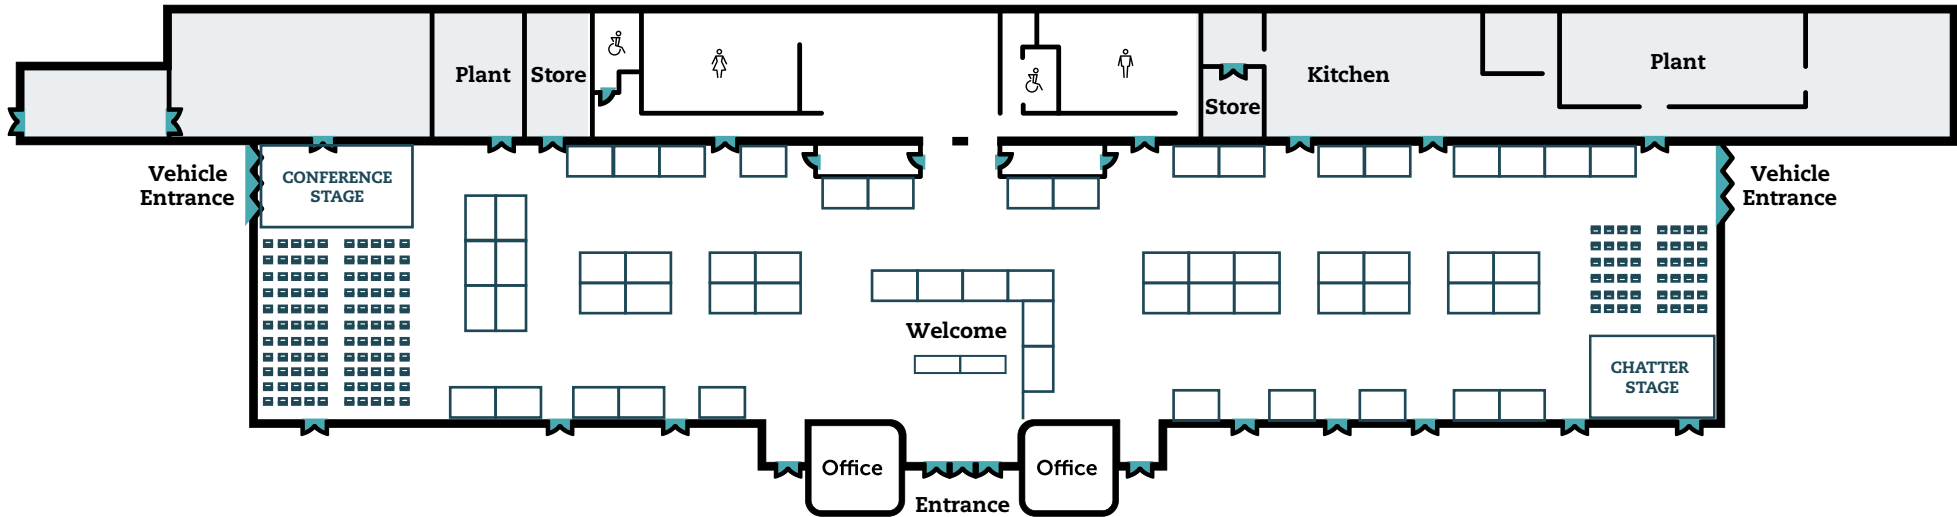 Plant
Store
Kitchen
Plant
Store
Vehicle
Entrance
CONFERENCE
STAGE
Vehicle
Entrance
Welcome
CHATTER
STAGE
Office
Office
Entrance